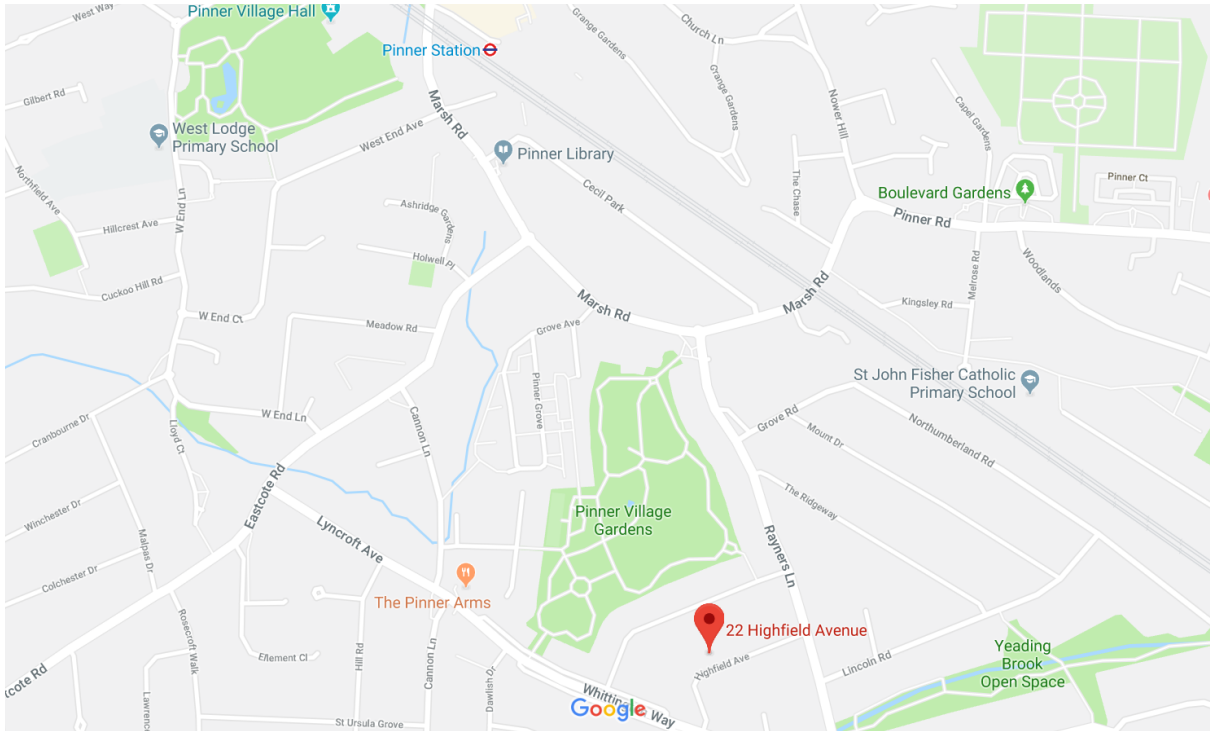 West Way
Pinner Village Hall
Pinner Station
Church Ln
Grange Gardens
Grange Gardens
Gilbert Rd
Marsh Rd
Nower Hill
Capel Gardens
West Lodge
Primary School
West End Ave
Pinner Library
Northfield Ave
W End Ln
Cecil Park
The Chase
Boulevard Gardens
Pinner Ct
Ashridge Gardens
Hillcrest Ave
Pinner Rd
Holwell Pl
Cuckoo Hill Rd
Melrose Rd
Woodlands
W End Ct
Meadow Rd
Grove Ave
Marsh Rd
Marsh Rd
Kingsley Rd
Pinner Grove
St John Fisher Catholic
Primary School
Cranbourne Dr
Lloyd Ct
W End Ln
Cannon Ln
Grove Rd
Mount Dr
Northumberland Rd
Eastcote Rd
Winchester Dr
Malpas Dr
Lyncroft Ave
Pinner Village
Gardens
The Ridgeway
Rayners Ln
Colchester Dr
The Pinner Arms
22 Highfield Avenue
Rosecroft Walk
Ellement Cl
Hill Rd
Cannon Ln
Dawlish Dr
Highfield Ave
Lincoln Rd
Yeading
Brook
Open Space
cote Rd
Lawrenc
St Ursula Grove
Whitting
Way
Google